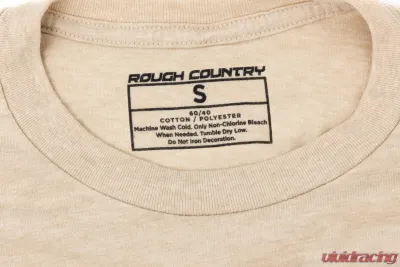 ROUGH COUNTRY
S
60/40
COTTON / POLYESTER
Machine Wash Cold. Only Non-Chlorine Bleach
When Needed. Tumble Dry Low.
Do Not Iron Decoration.
vividracing